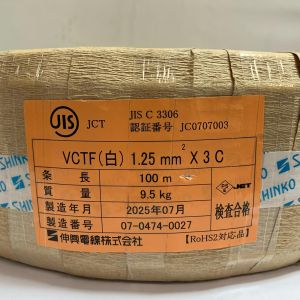 JIS
JCT
JIS C 3306
認証番号 JC0707003
VCTF(白) 1.25 mm² X 3 C
条 長 100 m
質 量 9.5 kg
製造年月 2025年07月
製造番号 07-0474-0027
JET
検査合格
伸興電線株式会社
【RoHS2対応品】
SHINKO
SHINKO